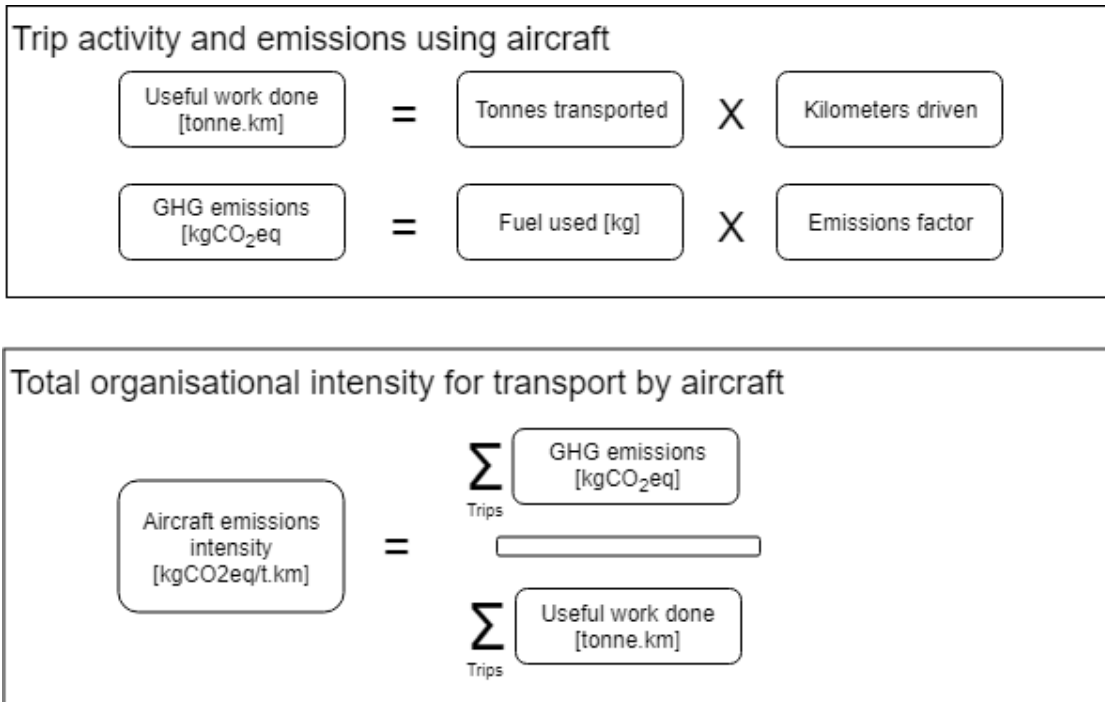 Trip activity and emissions using aircraft
Useful work done
[tonne.km]
=
Tonnes transported
X
Kilometers driven
GHG emissions
[kgCO₂eq
=
Fuel used [kg]
X
Emissions factor
Total organisational intensity for transport by aircraft
Aircraft emissions
intensity
[kgCO2eq/t.km]
=
Σ
Trips
GHG emissions
[kgCO₂eq]
Σ
Trips
Useful work done
[tonne.km]